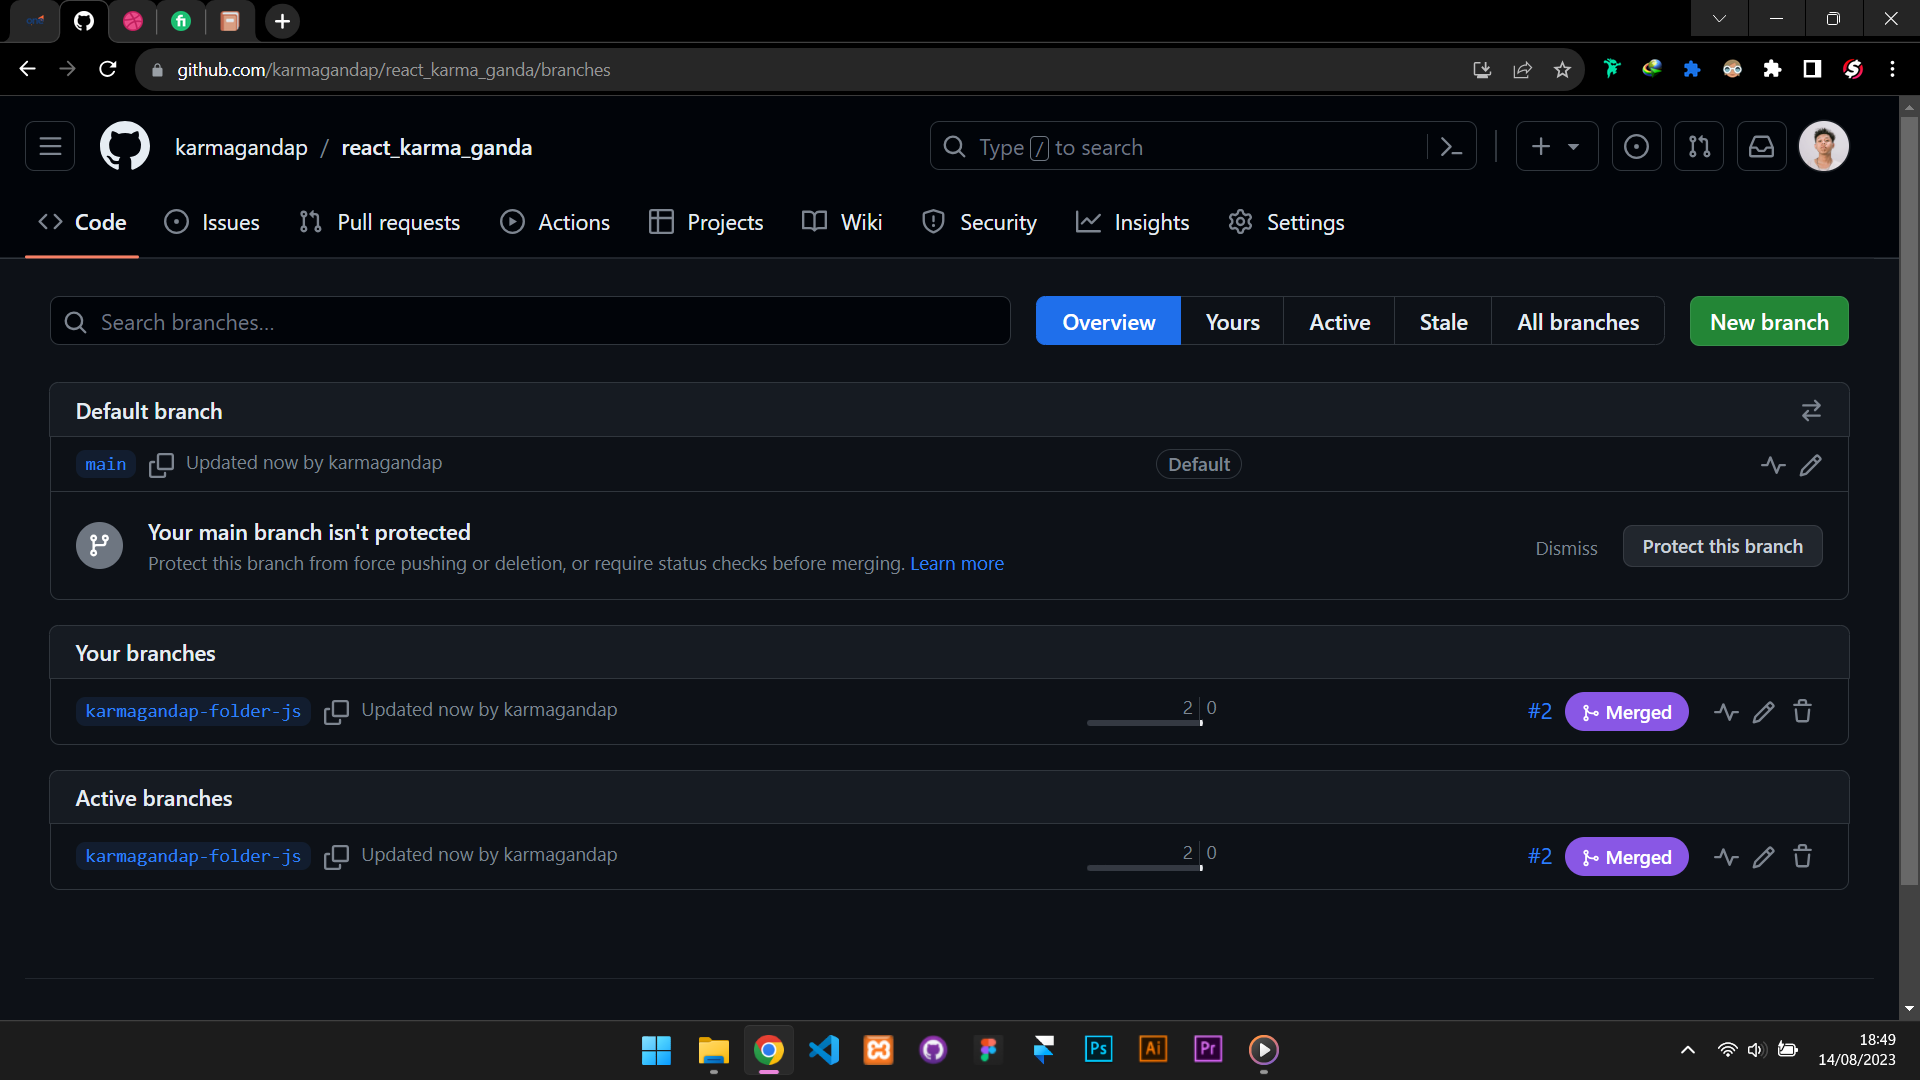 github.com/karmagandap/react_karma_ganda/branches
karmagandap / react_karma_ganda
Type / to search
Code Issues Pull requests Actions Projects Wiki Security Insights Settings
Search branches...
Overview Yours Active Stale All branches New branch
Default branch
main Updated now by karmagandap Default
Your main branch isn't protected
Protect this branch from force pushing or deletion, or require status checks before merging. Learn more
Dismiss Protect this branch
Your branches
karmagandap-folder-js Updated now by karmagandap 2 0 #2 Merged
Active branches
karmagandap-folder-js Updated now by karmagandap 2 0 #2 Merged
Ps Ai Pr
18:49
14/08/2023